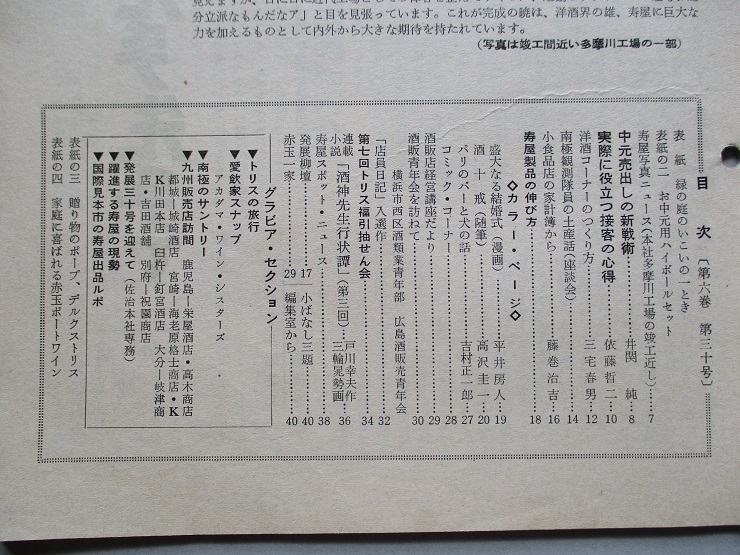 分立派なもんだなア」と目を見張っています。これが完成の暁は、洋酒界の雄、寿屋に巨大な
力を加えるものとして内外から大きな期待を持たれています。
(写真は竣工間近い多摩川工場の一部)
目 次 〔第六巻 第三十号〕
表 紙 緑の庭のいこいの一とき
表紙の二 お中元用ハイボールセット
寿屋写真ニュース(本社多摩川工場の竣工近し)……7
中元売出しの新戦術……井関 純……8
実際に役立つ接客の心得……依藤哲二……10
洋酒コーナーのつくり方……三宅春男……12
南極観測隊員の土産話(座談会)……14
小食品店の家計簿から……藤巻治吉……16
寿屋製品の伸び方……18
◇カラー・ページ◇
盛大なる結婚式(漫画)……平井房人……19
酒十戒(随筆)……高沢圭一……20
パリのバーと犬の話……吉村正一郎……27
コミック・コーナー……28
酒販店経営講座だより……29
酒販青年会を訪ねて……30
横浜市西区酒類業青年部 広島酒販売青年会
「店員日記」入選作……32
第七回トリス福引抽せん会……34
連載小説「酒神先生行状譚」(第三回)戸川幸夫作 三輪晁勢画……36
寿屋スポット・ニュース……38
発展柳壇……17 小ばなし三題……40
赤玉一家……29 編集室から……40
グラビア・セクション
▼トリスの旅行
▼愛飲家スナップ
アカダマ・ワイン・シスターズ
▼南極のサントリー
▼九州販売店訪問 鹿児島―栄屋酒店・高木商店
都城―城崎酒店 宮崎―海老原格士商店・K
K川田本店 臼杵―釘宮酒店 大分―岐津商
店・吉田酒舗 別府―祝園商店
▼発展三十号を迎えて(佐治本社専務)
▼躍進する寿屋の現勢
▼国際見本市の寿屋出品ルポ
表紙の三 贈り物のホープ、デルクストリス
表紙の四 家庭に喜ばれる赤玉ポートワイン